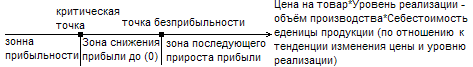 критическая
точка
точка безприбыльности
зонна
прибыльности
Зона снижения
прибыли до (0)
зона последующего
прироста прибыли
Цена на товар*Уровень реализации -
объём производства*Себестоимость
еденицы продукции (по отношению к
тенденции изменения цены и уровню
реализации)